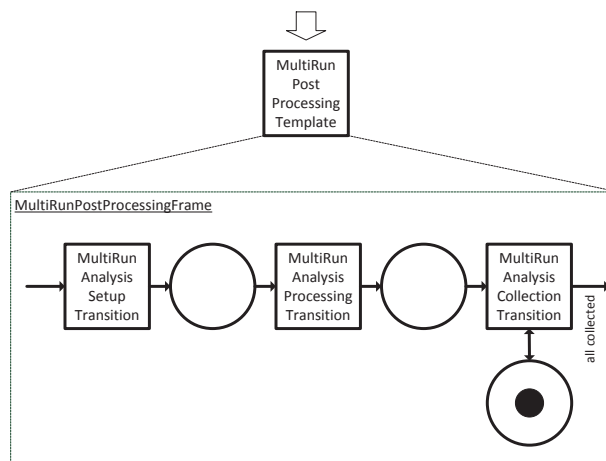 MultiRun
Post
Processing
Template
MultiRunPostProcessingFrame
MultiRun
Analysis
Setup
Transition
MultiRun
Analysis
Processing
Transition
MultiRun
Analysis
Collection
Transition
all collected